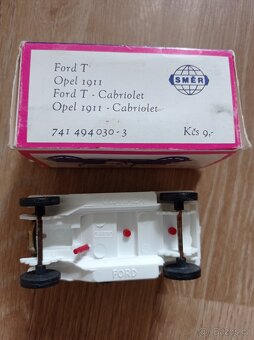 Ford T
Opel 1911
Ford T - Cabriolet
Opel 1911 - Cabriolet
741 494 030-3
Kčs 9,-
SMĚR
FORD